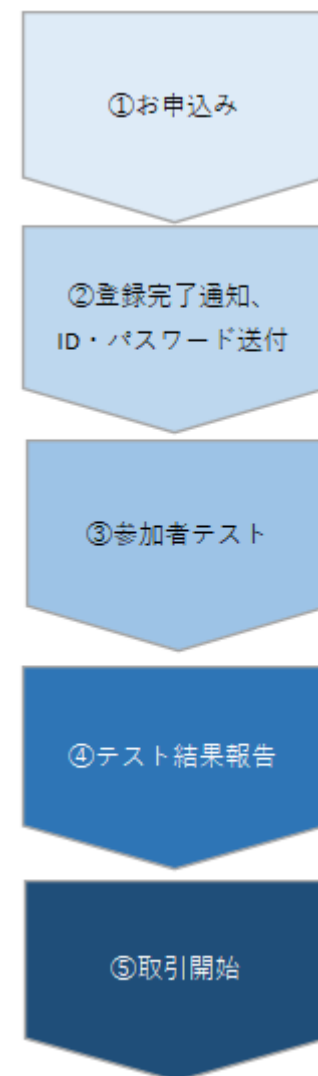 ①お申込み
②登録完了通知、
ID・パスワード送付
③参加者テスト
④テスト結果報告
⑤取引開始